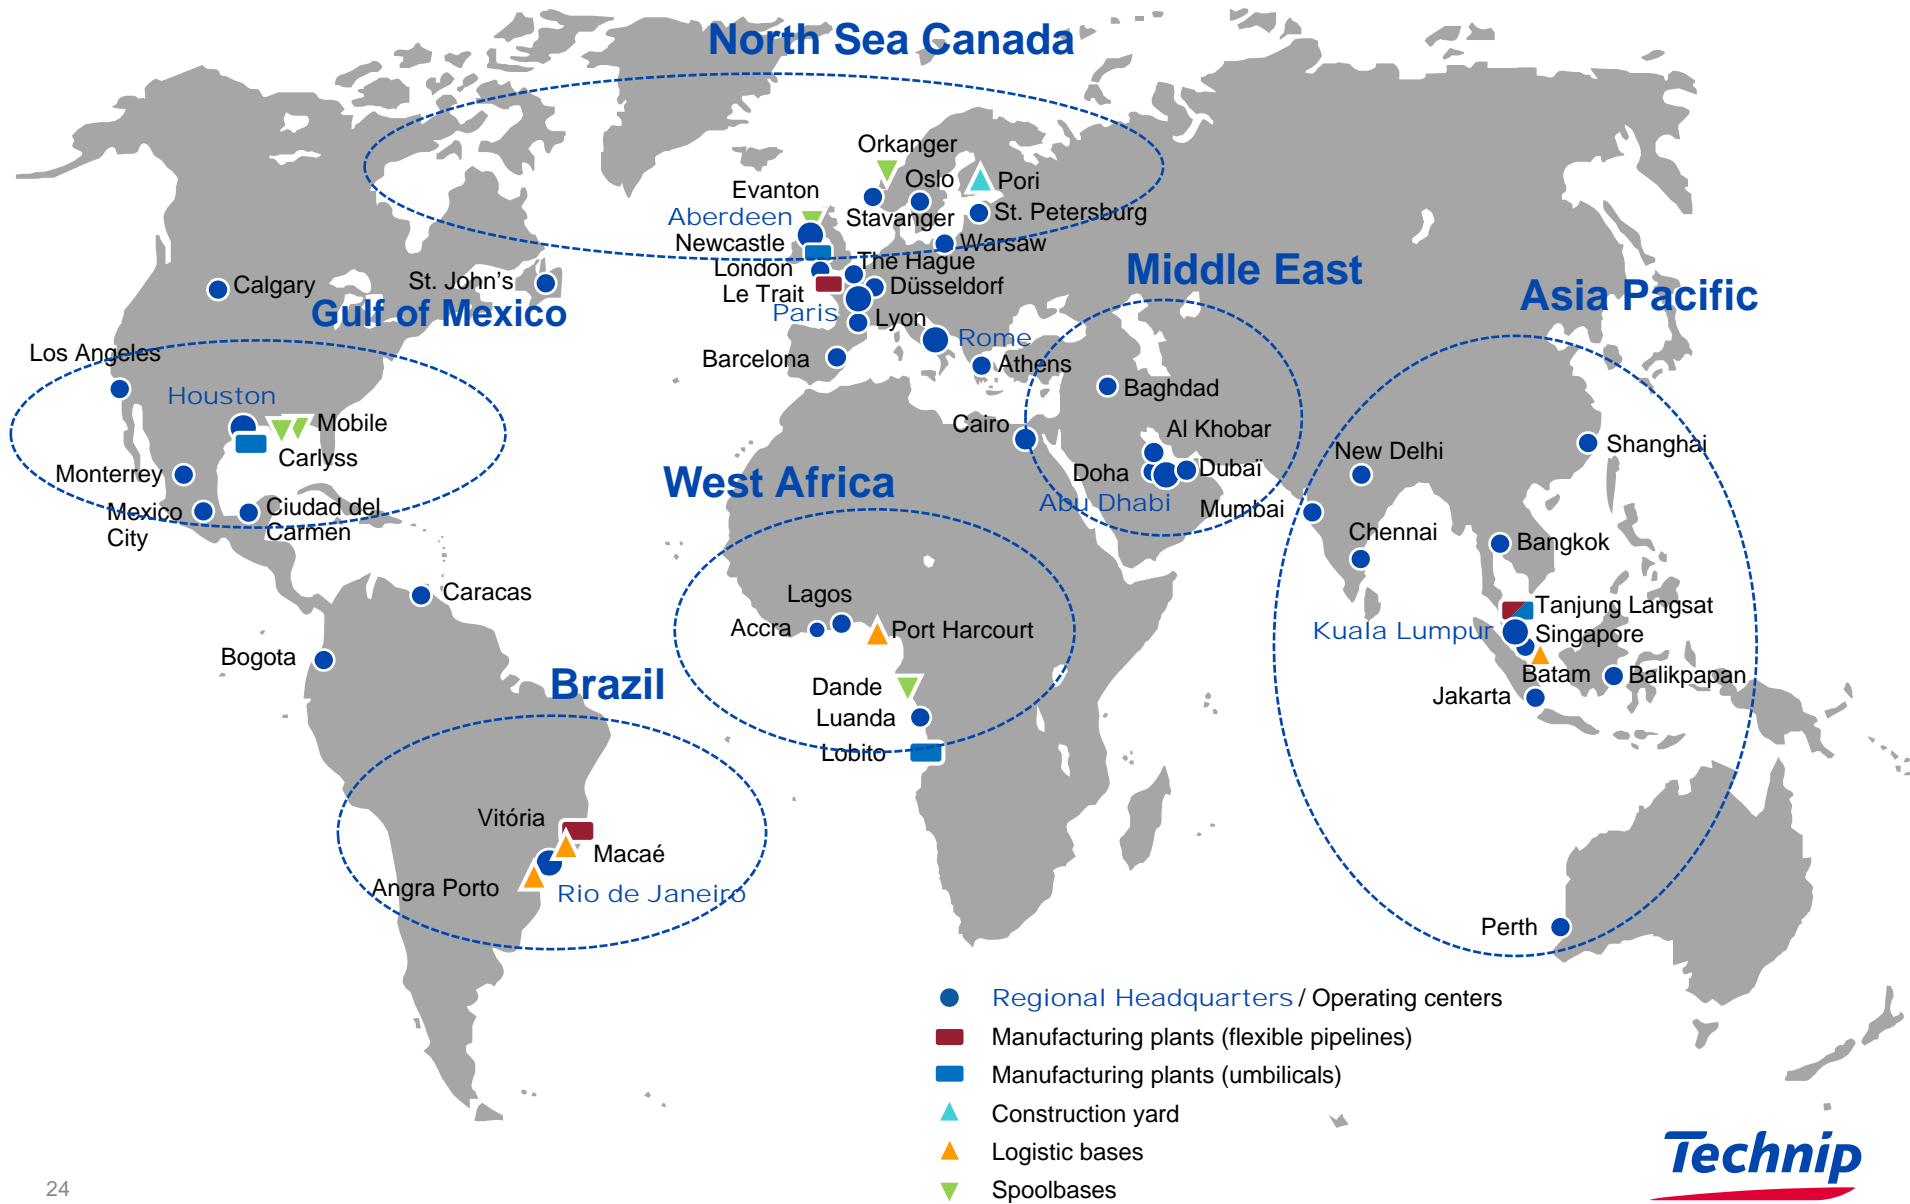 North Sea Canada
Orkanger
Evanton
Oslo
Pori
Aberdeen
Stavanger
St. Petersburg
Newcastle
Warsaw
London
The Hague
Middle East
Calgary
St. John's
Le Trait
Düsseldorf
Asia Pacific
Gulf of Mexico
Paris
Lyon
Rome
Los Angeles
Barcelona
Athens
Houston
Baghdad
Mobile
Cairo
Al Khobar
Carlyss
New Delhi
Shanghai
Monterrey
West Africa
Doha
Dubaï
Abu Dhabi
Mumbai
Mexico
City
Ciudad del
Carmen
Chennai
Bangkok
Caracas
Lagos
Accra
Port Harcourt
Tanjung Langsat
Kuala Lumpur
Singapore
Bogota
Brazil
Dande
Batam
Balikpapan
Luanda
Jakarta
Lobito
Vitória
Macaé
Angra Porto
Rio de Janeiro
Perth
Regional Headquarters / Operating centers
Manufacturing plants (flexible pipelines)
Manufacturing plants (umbilicals)
Construction yard
Logistic bases
Spoolbases
Technip
24